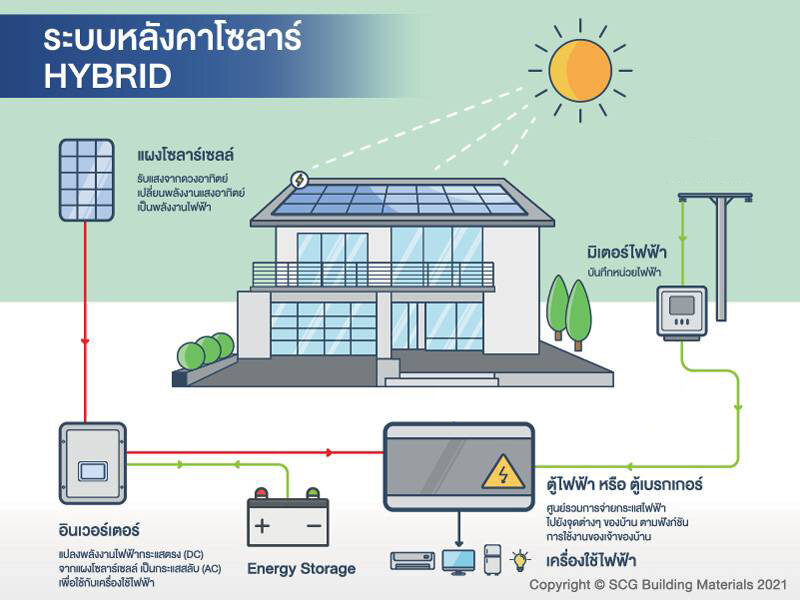 ระบบหลังคาโซลาร์
HYBRID
แผงโซลาร์เซลล์
รับแสงจากดวงอาทิตย์
เปลี่ยนพลังงานแสงอาทิตย์
เป็นพลังงานไฟฟ้า
มิเตอร์ไฟฟ้า
บันทึกหน่วยไฟฟ้า
อินเวอร์เตอร์
แปลงพลังงานไฟฟ้ากระแสตรง (DC)
จากแผงโซลาร์เซลล์ เป็นกระแสสลับ (AC)
เพื่อใช้กับเครื่องใช้ไฟฟ้า
Energy Storage
ตู้ไฟฟ้า หรือ ตู้เบรกเกอร์
ศูนย์รวมการจ่ายกระแสไฟฟ้า
ไปยังจุดต่างๆ ของบ้าน ตามฟังก์ชัน
การใช้งานของเจ้าของบ้าน
เครื่องใช้ไฟฟ้า
Copyright © SCG Building Materials 2021